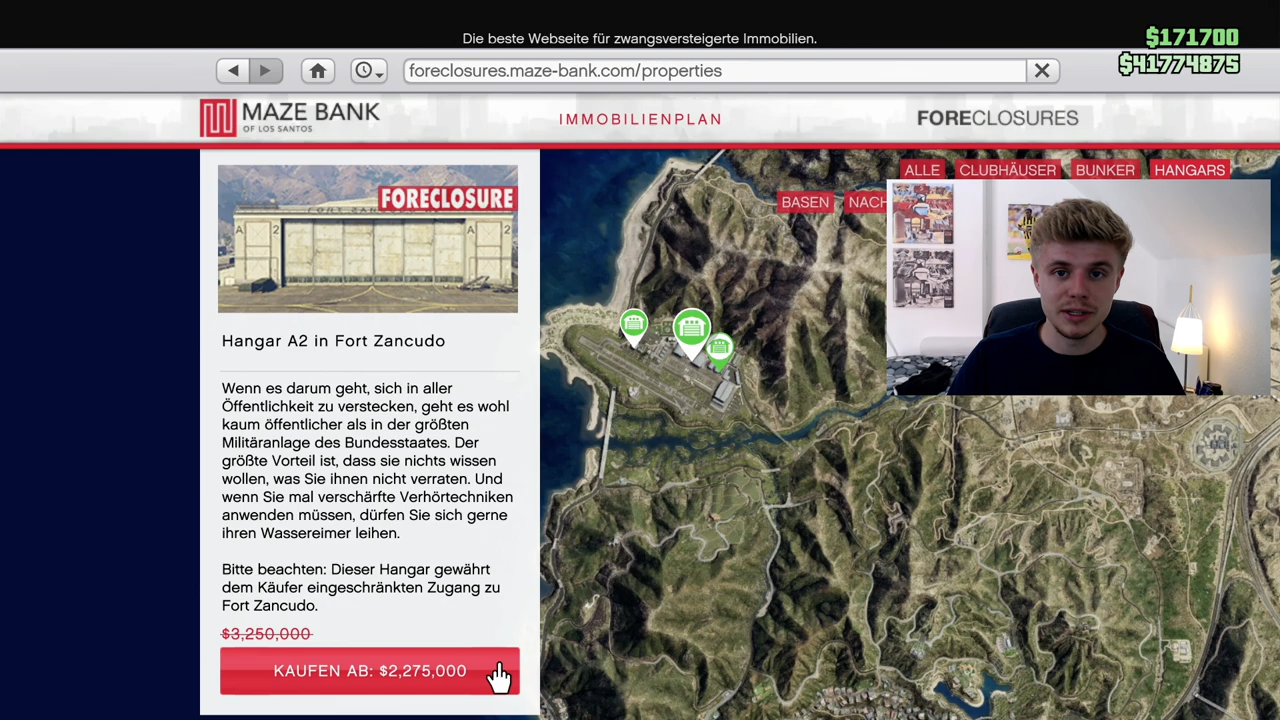 Die beste Webseite für zwangsversteigerte Immobilien.
$171700
$41774875
foreclosures.maze-bank.com/properties
MAZE BANK
OF LOS SANTOS
IMMOBILIENPLAN
FORECLOSURES
ALLE
CLUBHÄUSER
BUNKER
HANGARS
BASEN
NACH
FORECLOSURE
A 2
A 2
Hangar A2 in Fort Zancudo
Wenn es darum geht, sich in aller
Öffentlichkeit zu verstecken, geht es wohl
kaum öffentlicher als in der größten
Militäranlage des Bundesstaates. Der
größte Vorteil ist, dass sie nichts wissen
wollen, was Sie ihnen nicht verraten. Und
wenn Sie mal verschärfte Verhörtechniken
anwenden müssen, dürfen Sie sich gerne
ihren Wassereimer leihen.
Bitte beachten: Dieser Hangar gewährt
dem Käufer eingeschränkten Zugang zu
Fort Zancudo.
$3,250,000
KAUFEN AB: $2,275,000